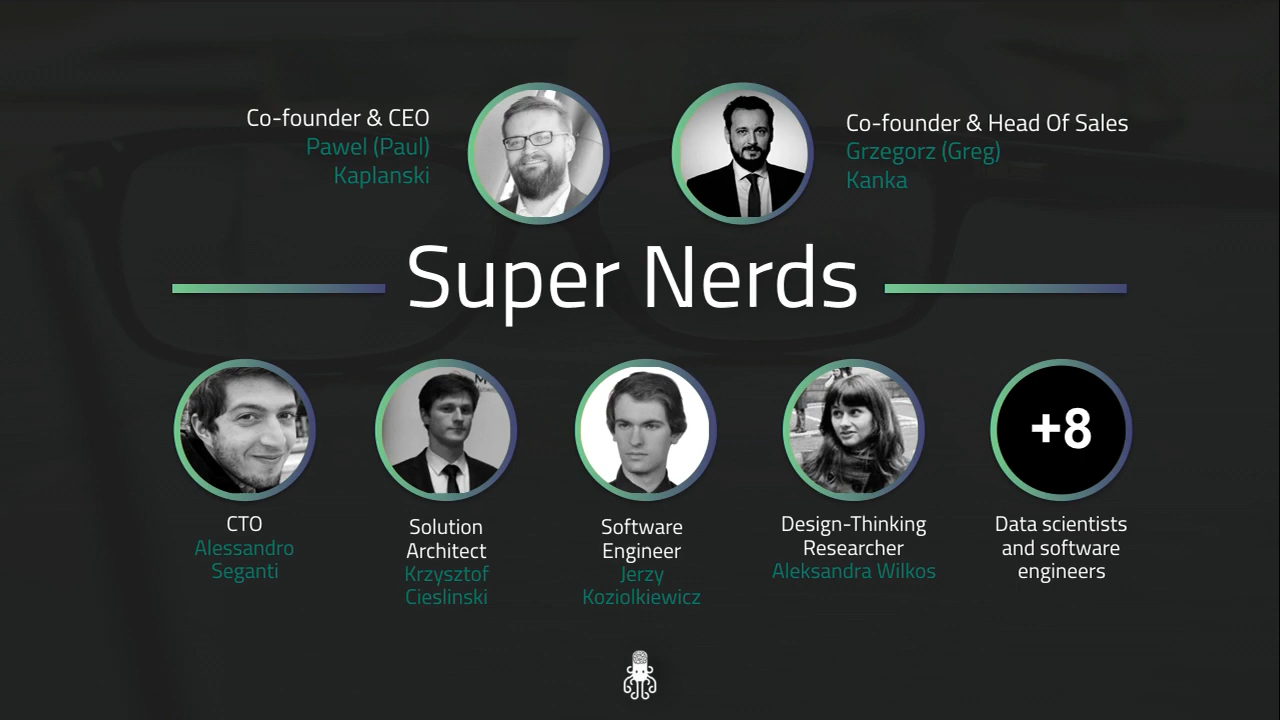 Co-founder & CEO
Pawel (Paul)
Kaplanski
Co-founder & Head Of Sales
Grzegorz (Greg)
Kanka
Super Nerds
CTO
Alessandro
Seganti
Solution
Architect
Krzysztof
Cieslinski
Software
Engineer
Jerzy
Koziolkiewicz
Design-Thinking
Researcher
Aleksandra Wilkos
+8
Data scientists
and software
engineers